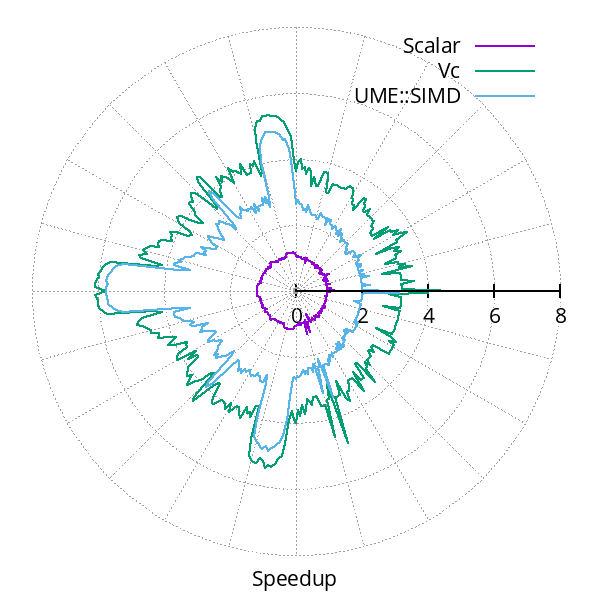 Scalar
Vc
UME::SIMD
0 2 4 6 8
Speedup